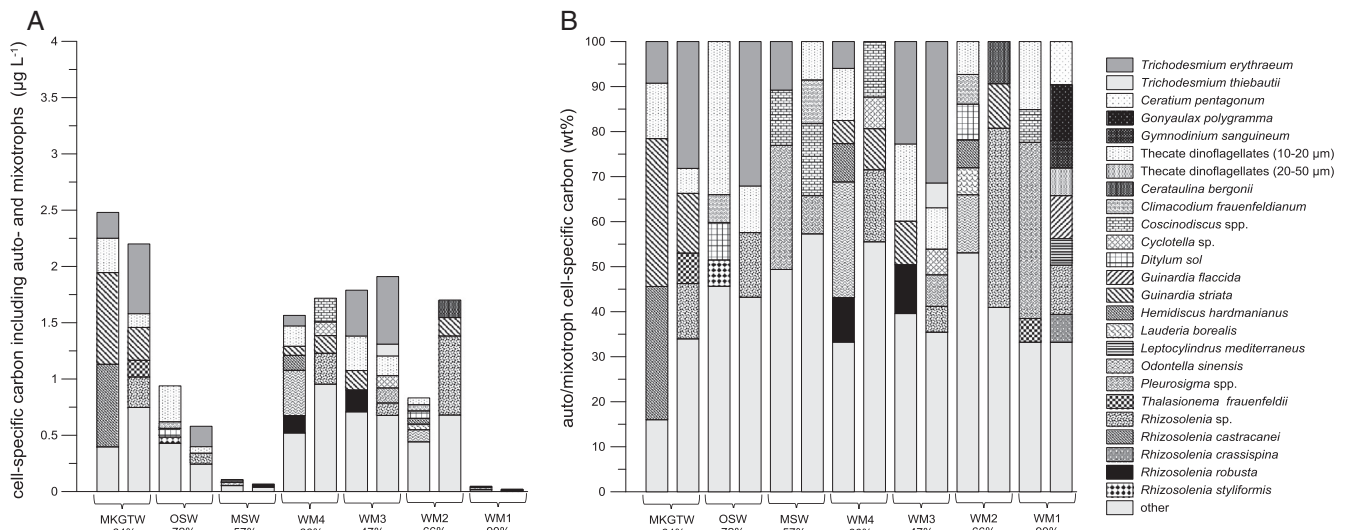 A
cell-specific carbon including auto- and mixotrophs (µg L-1)
4
3.5
3
2.5
2
1.5
1
0.5
0
MKGTW
OSW
MSW
WM4
WM3
WM2
WM1
B
auto/mixotroph cell-specific carbon (wt%)
100
90
80
70
60
50
40
30
20
10
0
MKGTW
OSW
MSW
WM4
WM3
WM2
WM1
Trichodesmium erythraeum
Trichodesmium thiebautii
Ceratium pentagonum
Gonyaulax polygramma
Gymnodinium sanguineum
Thecate dinoflagellates (10-20 µm)
Thecate dinoflagellates (20-50 µm)
Cerataulina bergonii
Climacodium frauenfeldianum
Coscinodiscus spp.
Cyclotella sp.
Ditylum sol
Guinardia flaccida
Guinardia striata
Hemidiscus hardmanianus
Lauderia borealis
Leptocylindrus mediterraneus
Odontella sinensis
Pleurosigma spp.
Thalasionema frauenfeldii
Rhizosolenia sp.
Rhizosolenia castracanei
Rhizosolenia crassispina
Rhizosolenia robusta
Rhizosolenia styliformis
other